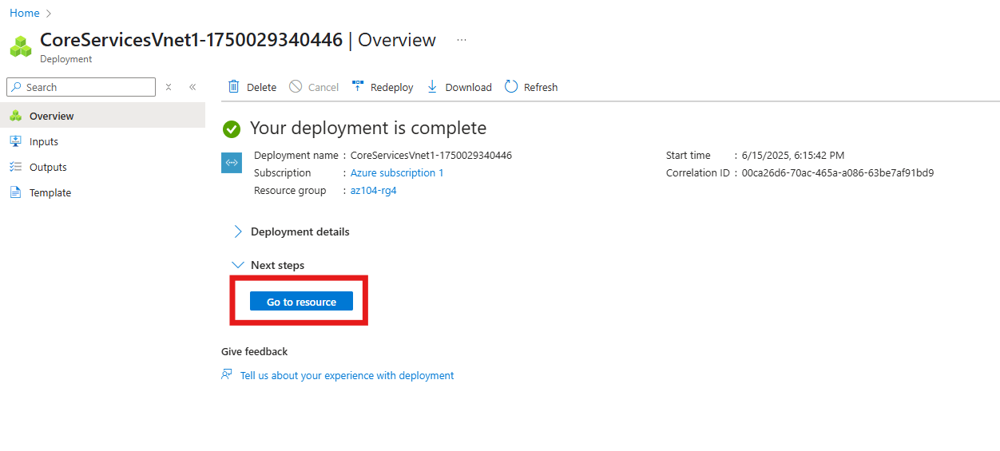 Home >
CoreServicesVnet1-1750029340446 | Overview ...
Deployment
Search
Delete Cancel Redeploy Download Refresh
Overview
Inputs
Outputs
Template
Your deployment is complete
Deployment name : CoreServicesVnet1-1750029340446
Subscription : Azure subscription 1
Resource group : az104-rg4
Start time : 6/15/2025, 6:15:42 PM
Correlation ID : 00ca26d6-70ac-465a-a086-63be7af91bd9
Deployment details
Next steps
Go to resource
Give feedback
Tell us about your experience with deployment